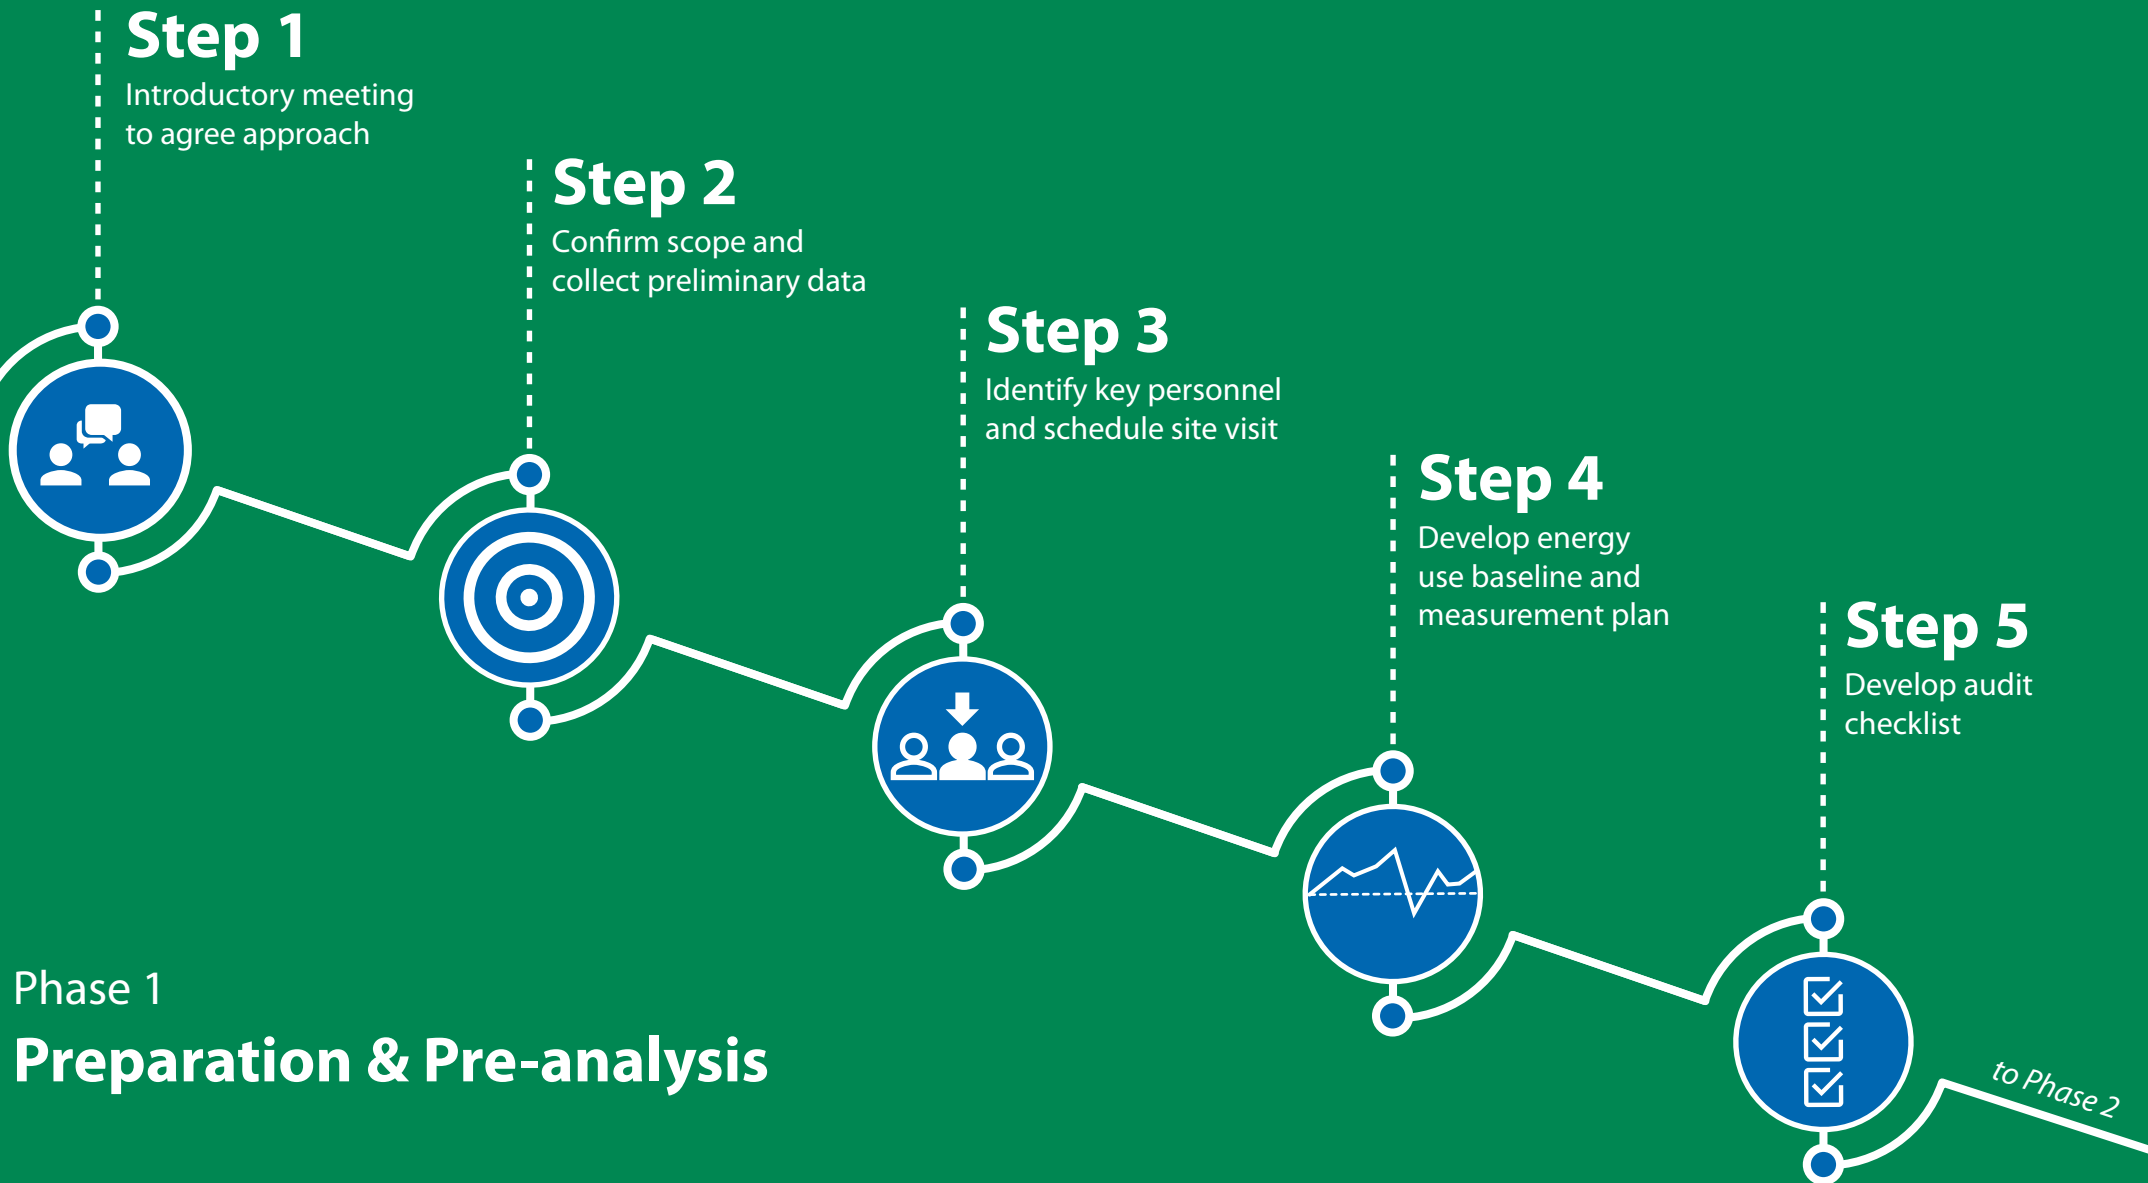 Step 1
Introductory meeting
to agree approach
Step 2
Confirm scope and
collect preliminary data
Step 3
Identify key personnel
and schedule site visit
Step 4
Develop energy
use baseline and
measurement plan
Step 5
Develop audit
checklist
Phase 1
Preparation & Pre-analysis
to Phase 2